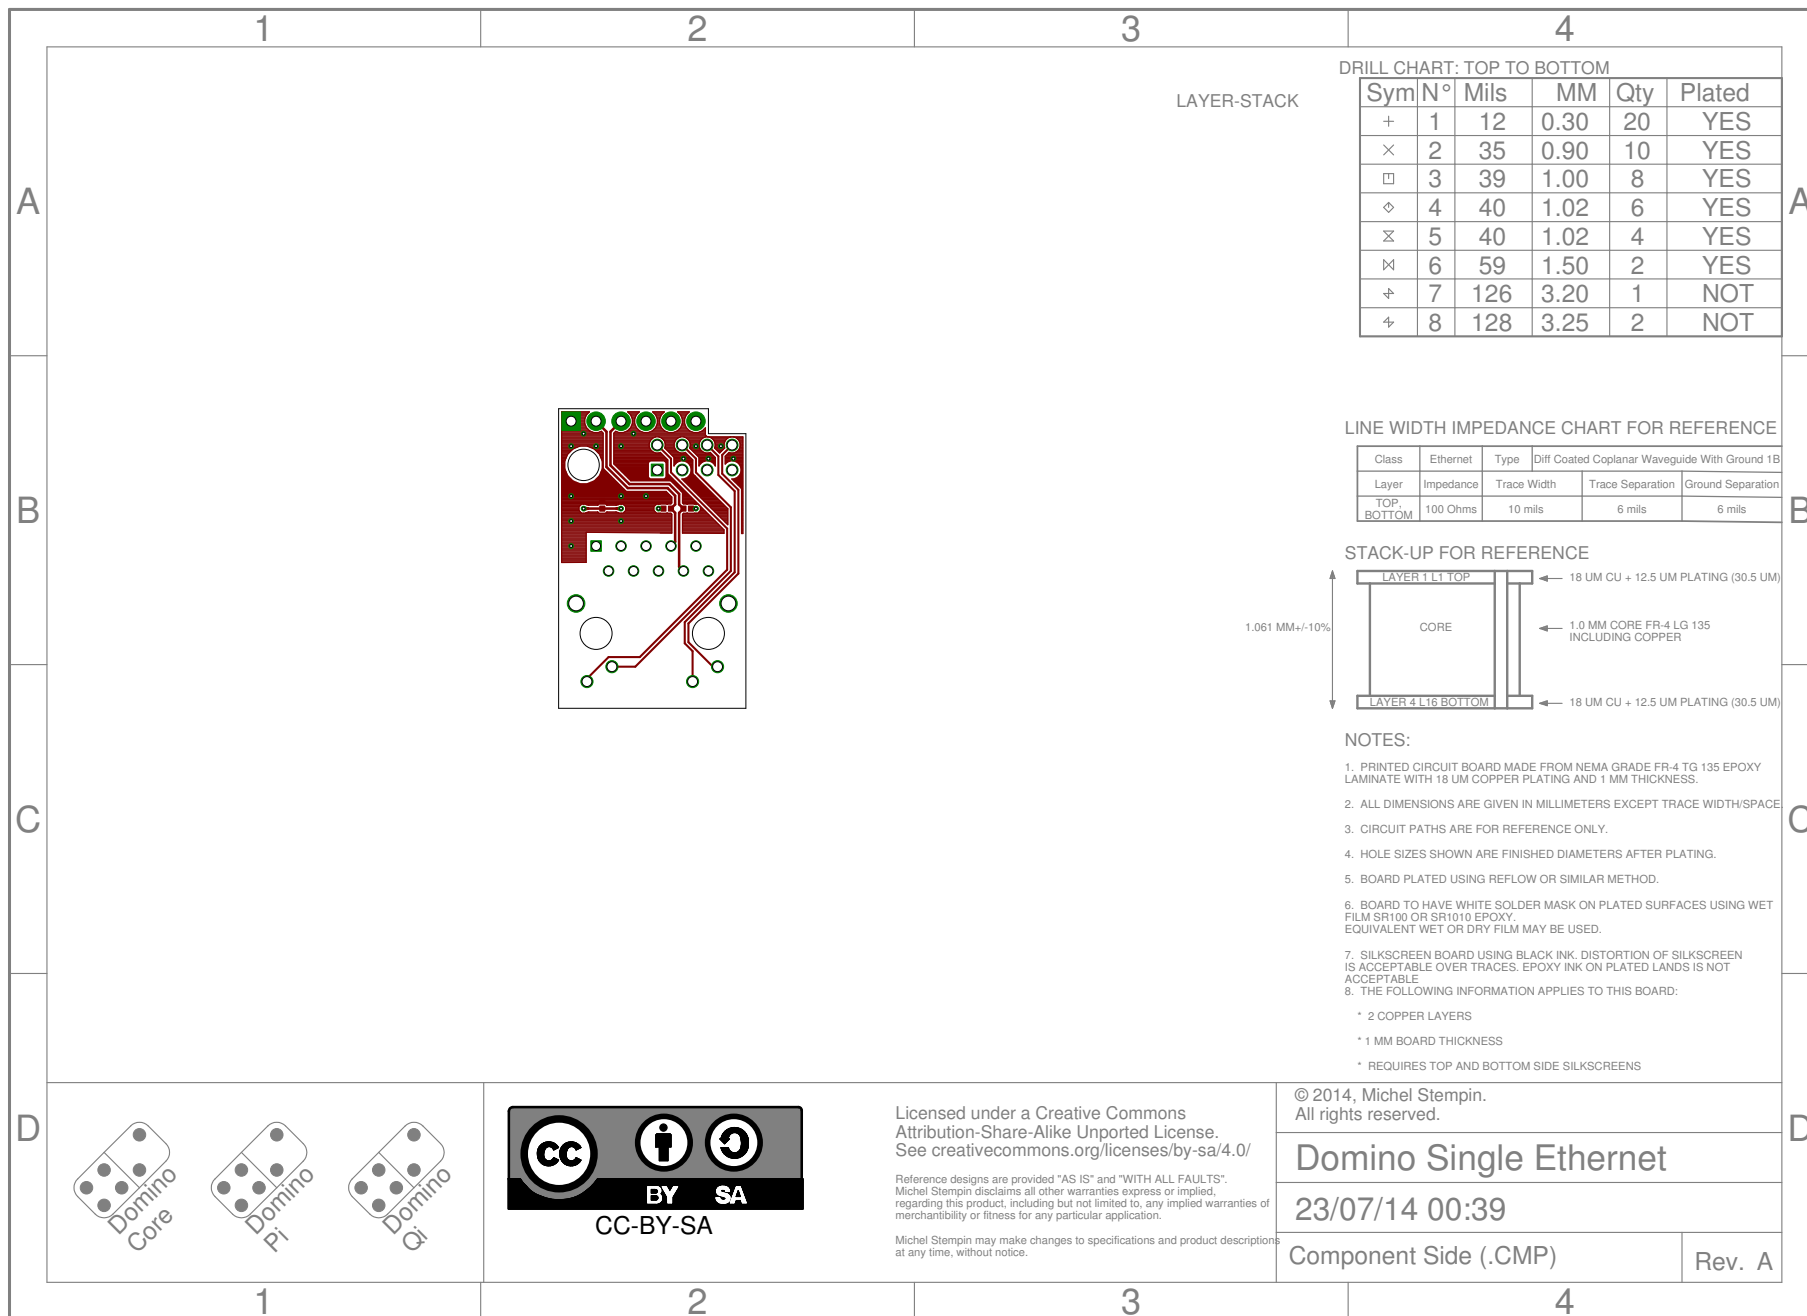 1 2 3 4
DRILL CHART: TOP TO BOTTOM
LAYER-STACK
Sym N° Mils MM Qty Plated
+ 1 12 0.30 20 YES
× 2 35 0.90 10 YES
3 39 1.00 8 YES
4 40 1.02 6 YES
5 40 1.02 4 YES
6 59 1.50 2 YES
7 126 3.20 1 NOT
8 128 3.25 2 NOT
A A
LINE WIDTH IMPEDANCE CHART FOR REFERENCE
Class Ethernet Type Diff Coated Coplanar Waveguide With Ground 1B
Layer Impedance Trace Width Trace Separation Ground Separation
TOP, BOTTOM 100 Ohms 10 mils 6 mils 6 mils
B B
STACK-UP FOR REFERENCE
LAYER 1 L1 TOP
18 UM CU + 12.5 UM PLATING (30.5 UM)
1.061 MM+/-10%
CORE
1.0 MM CORE FR-4 LG 135
INCLUDING COPPER
LAYER 4 L16 BOTTOM
18 UM CU + 12.5 UM PLATING (30.5 UM)
NOTES:
1. PRINTED CIRCUIT BOARD MADE FROM NEMA GRADE FR-4 TG 135 EPOXY
LAMINATE WITH 18 UM COPPER PLATING AND 1 MM THICKNESS.
2. ALL DIMENSIONS ARE GIVEN IN MILLIMETERS EXCEPT TRACE WIDTH/SPACE
C C
3. CIRCUIT PATHS ARE FOR REFERENCE ONLY.
4. HOLE SIZES SHOWN ARE FINISHED DIAMETERS AFTER PLATING.
5. BOARD PLATED USING REFLOW OR SIMILAR METHOD.
6. BOARD TO HAVE WHITE SOLDER MASK ON PLATED SURFACES USING WET
FILM SR100 OR SR1010 EPOXY.
EQUIVALENT WET OR DRY FILM MAY BE USED.
7. SILKSCREEN BOARD USING BLACK INK. DISTORTION OF SILKSCREEN
IS ACCEPTABLE OVER TRACES. EPOXY INK ON PLATED LANDS IS NOT
ACCEPTABLE
8. THE FOLLOWING INFORMATION APPLIES TO THIS BOARD:
* 2 COPPER LAYERS
* 1 MM BOARD THICKNESS
* REQUIRES TOP AND BOTTOM SIDE SILKSCREENS
D D
Domino
Core
Domino
Pi
Domino
Qi
cc
BY SA
CC-BY-SA
Licensed under a Creative Commons
Attribution-Share-Alike Unported License.
See creativecommons.org/licenses/by-sa/4.0/
Reference designs are provided "AS IS" and "WITH ALL FAULTS".
Michel Stempin disclaims all other warranties express or implied,
regarding this product, including but not limited to, any implied warranties of
merchantibility or fitness for any particular application.
Michel Stempin may make changes to specifications and product descriptions
at any time, without notice.
© 2014, Michel Stempin.
All rights reserved.
Domino Single Ethernet
23/07/14 00:39
Component Side (.CMP)
Rev. A
1 2 3 4